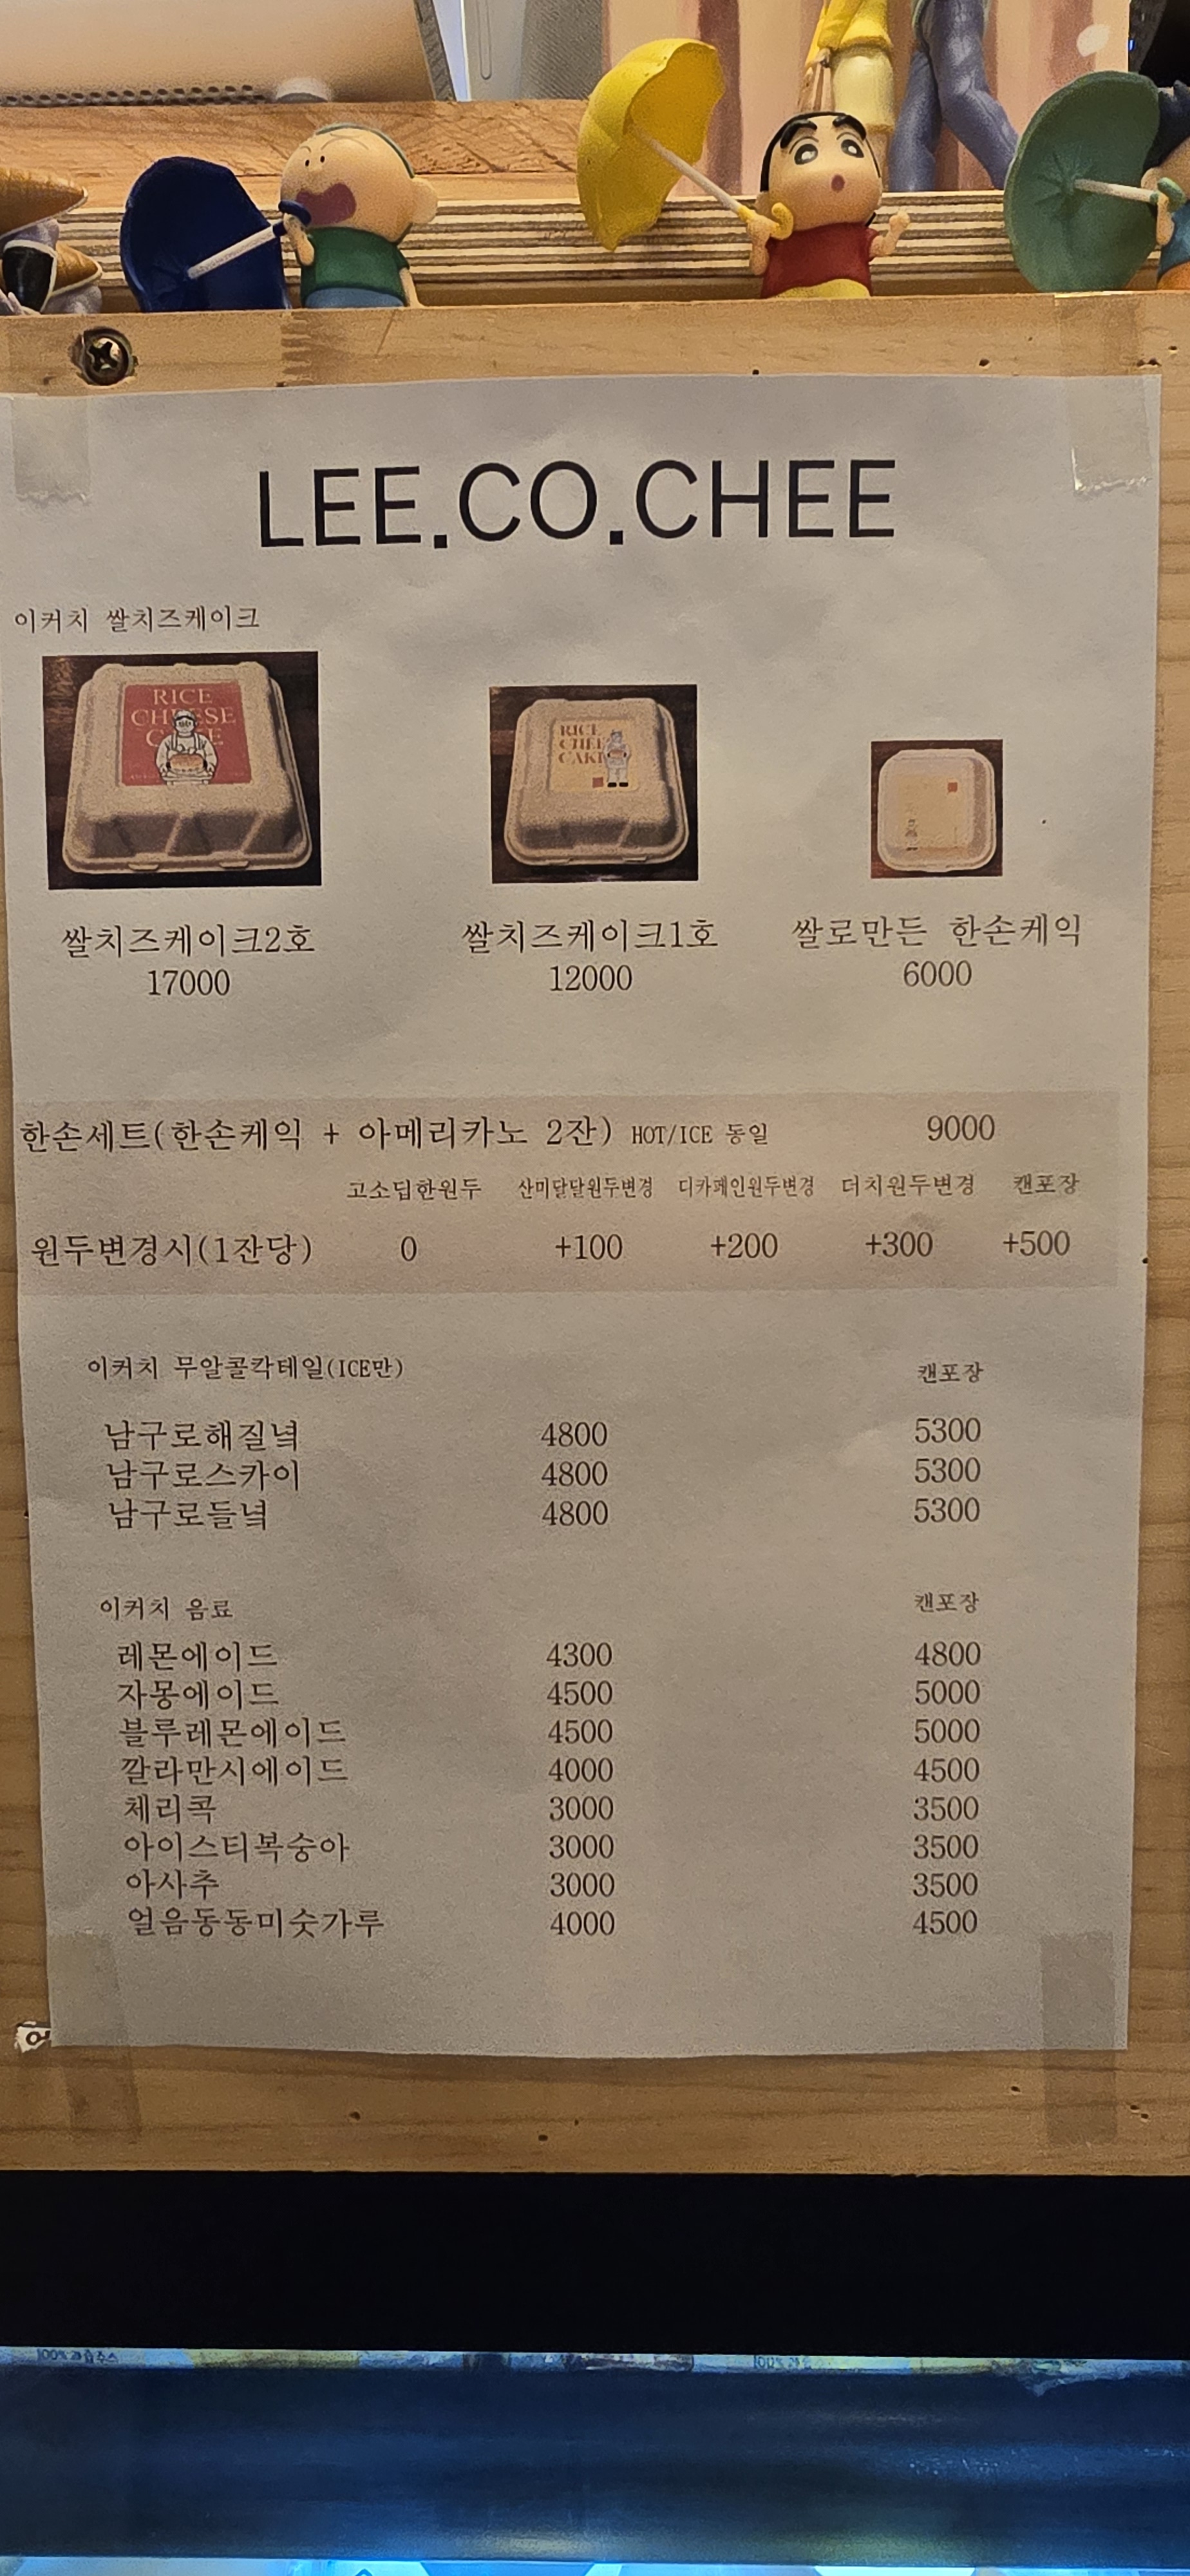 LEE.CO.CHEE
이커치 쌀치즈케이크
RICE CHEESE CAKE
RICE CHEE CAKE
쌀치즈케이크2호 쌀치즈케이크1호 쌀로만든 한손케익
17000 12000 6000
한손세트(한손케익 + 아메리카노 2잔) HOT/ICE 동일 9000
고소딥한원두 산미달달원두변경 디카페인원두변경 더치원두변경 캔포장
원두변경시(1잔당) 0 +100 +200 +300 +500
이커치 무알콜칵테일(ICE만) 캔포장
남구로해질녘 4800 5300
남구로스카이 4800 5300
남구로들녘 4800 5300
이커치 음료 캔포장
레몬에이드 4300 4800
자몽에이드 4500 5000
블루레몬에이드 4500 5000
깔라만시에이드 4000 4500
체리콕 3000 3500
아이스티복숭아 3000 3500
아사추 3000 3500
얼음동동미숫가루 4000 4500